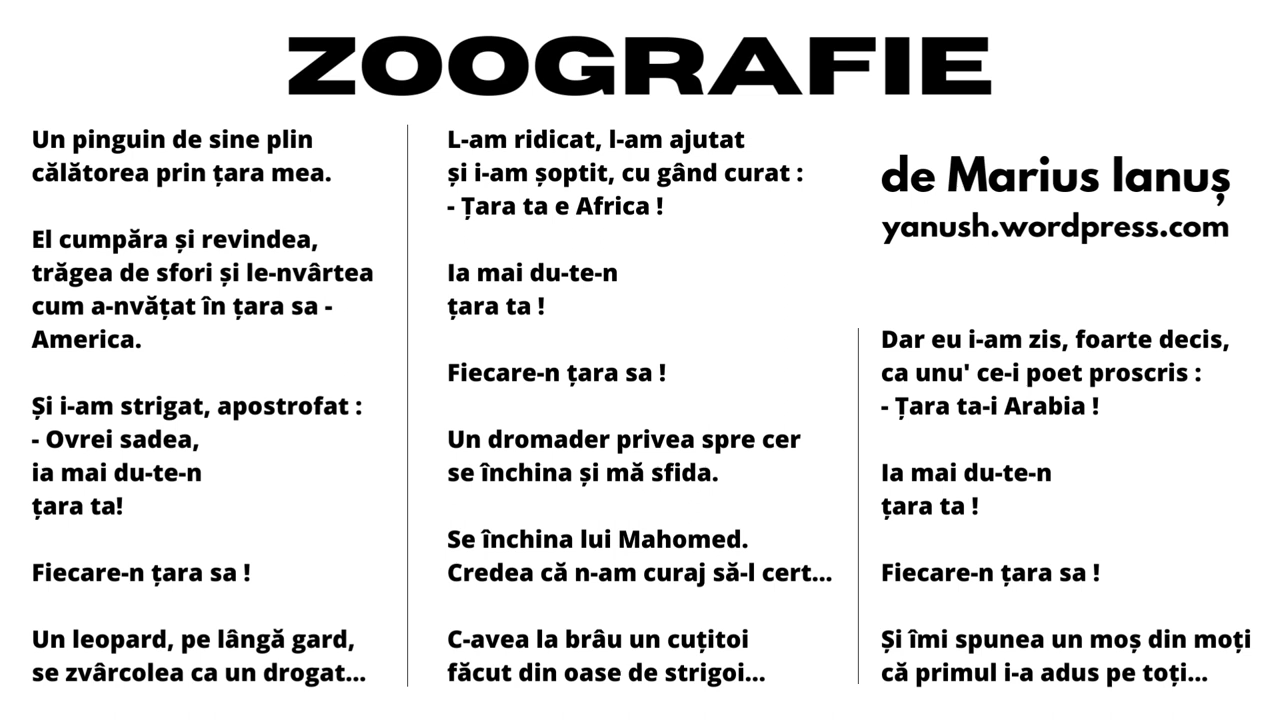 ZOOGRAFIE
de Marius Ianuș
yanush.wordpress.com
Un pinguin de sine plin
călătorea prin țara mea.
El cumpăra și revindea,
trăgea de sfori și le-nvârtea
cum a-nvățat în țara sa -
America.
Și i-am strigat, apostrofat :
- Ovrei sadea,
ia mai du-te-n
țara ta!
Fiecare-n țara sa !
Un leopard, pe lângă gard,
se zvârcolea ca un drogat...
L-am ridicat, l-am ajutat
și i-am șoptit, cu gând curat :
- Țara ta e Africa !
Ia mai du-te-n
țara ta !
Fiecare-n țara sa !
Un dromader privea spre cer
se închina și mă sfida.
Se închina lui Mahomed.
Credea că n-am curaj să-l cert...
C-avea la brâu un cuțitoi
făcut din oase de strigoi...
Dar eu i-am zis, foarte decis,
ca unu' ce-i poet proscris :
- Țara ta-i Arabia !
Ia mai du-te-n
țara ta !
Fiecare-n țara sa !
Și îmi spunea un moș din moți
că primul i-a adus pe toți...